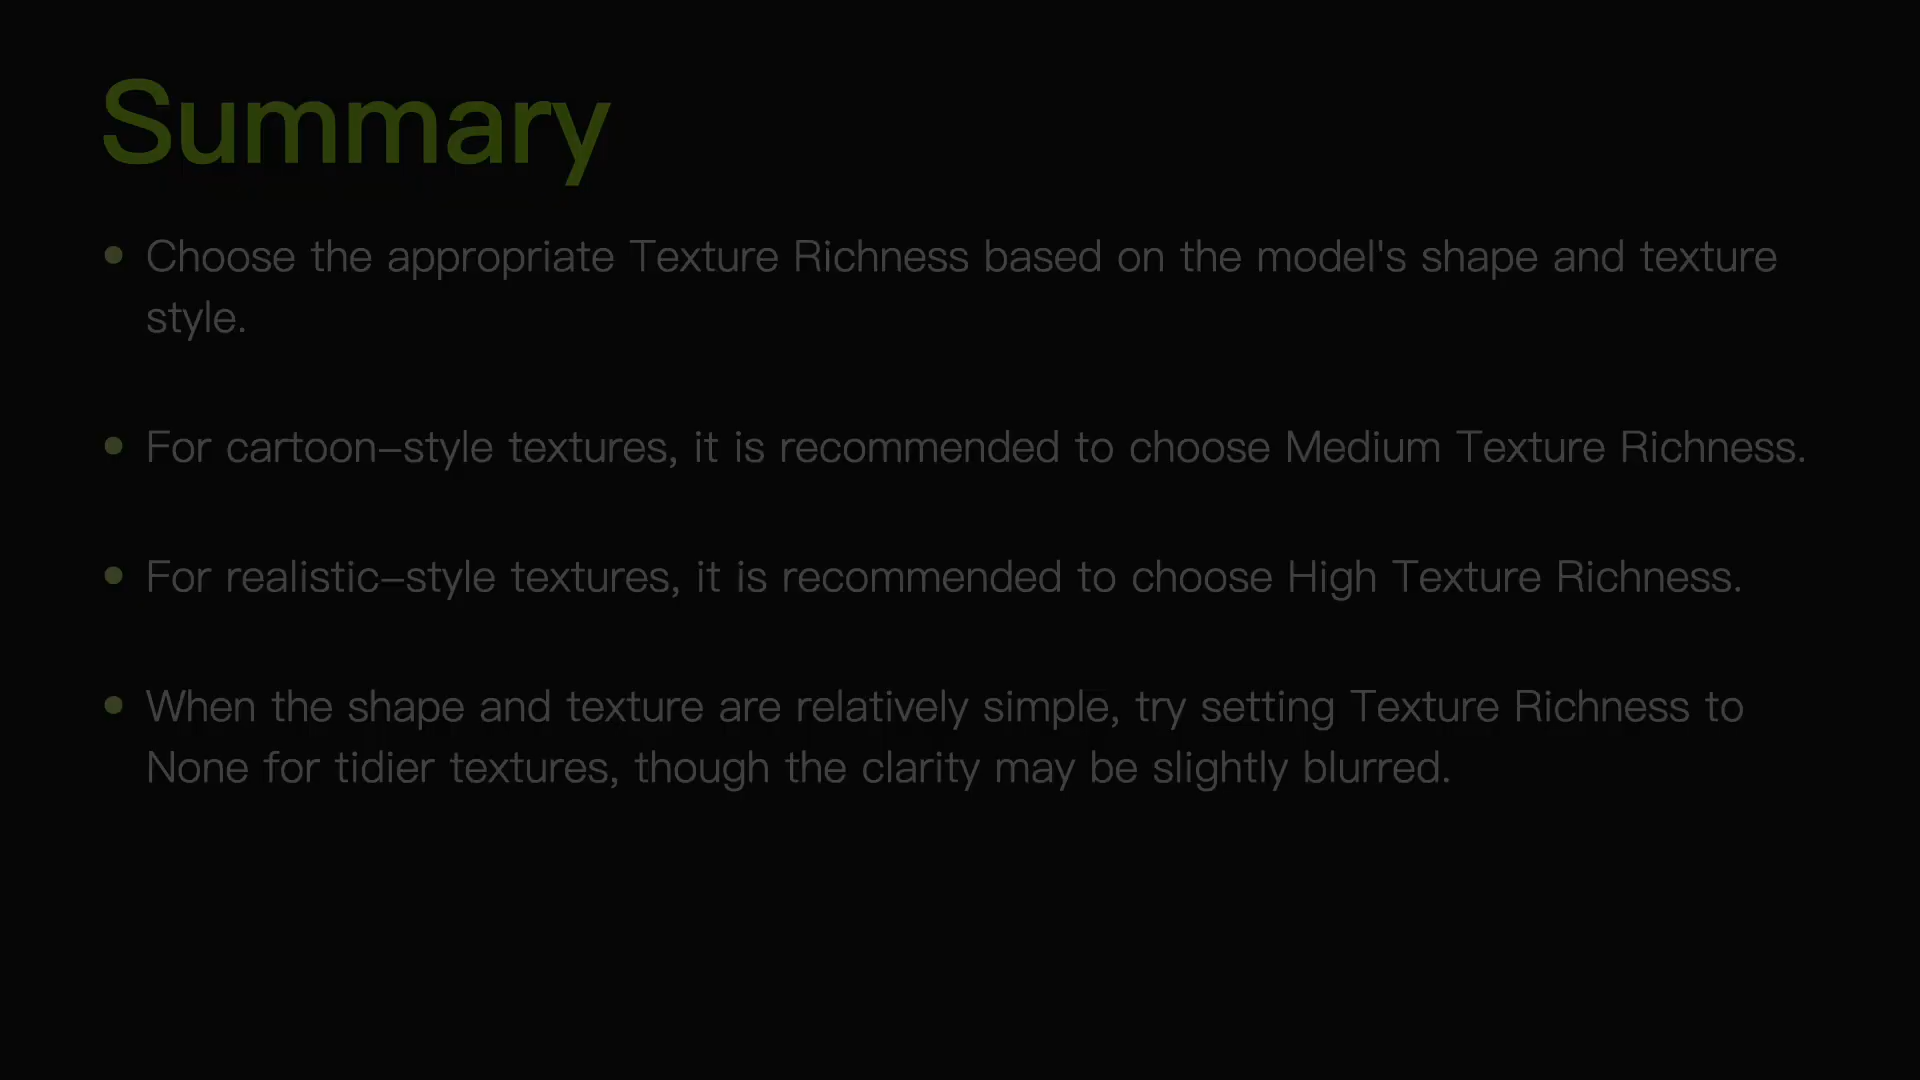 Summary
• Choose the appropriate Texture Richness based on the model's shape and texture
style.
• For cartoon–style textures, it is recommended to choose Medium Texture Richness.
• For realistic–style textures, it is recommended to choose High Texture Richness.
• When the shape and texture are relatively simple, try setting Texture Richness to
None for tidier textures, though the clarity may be slightly blurred.